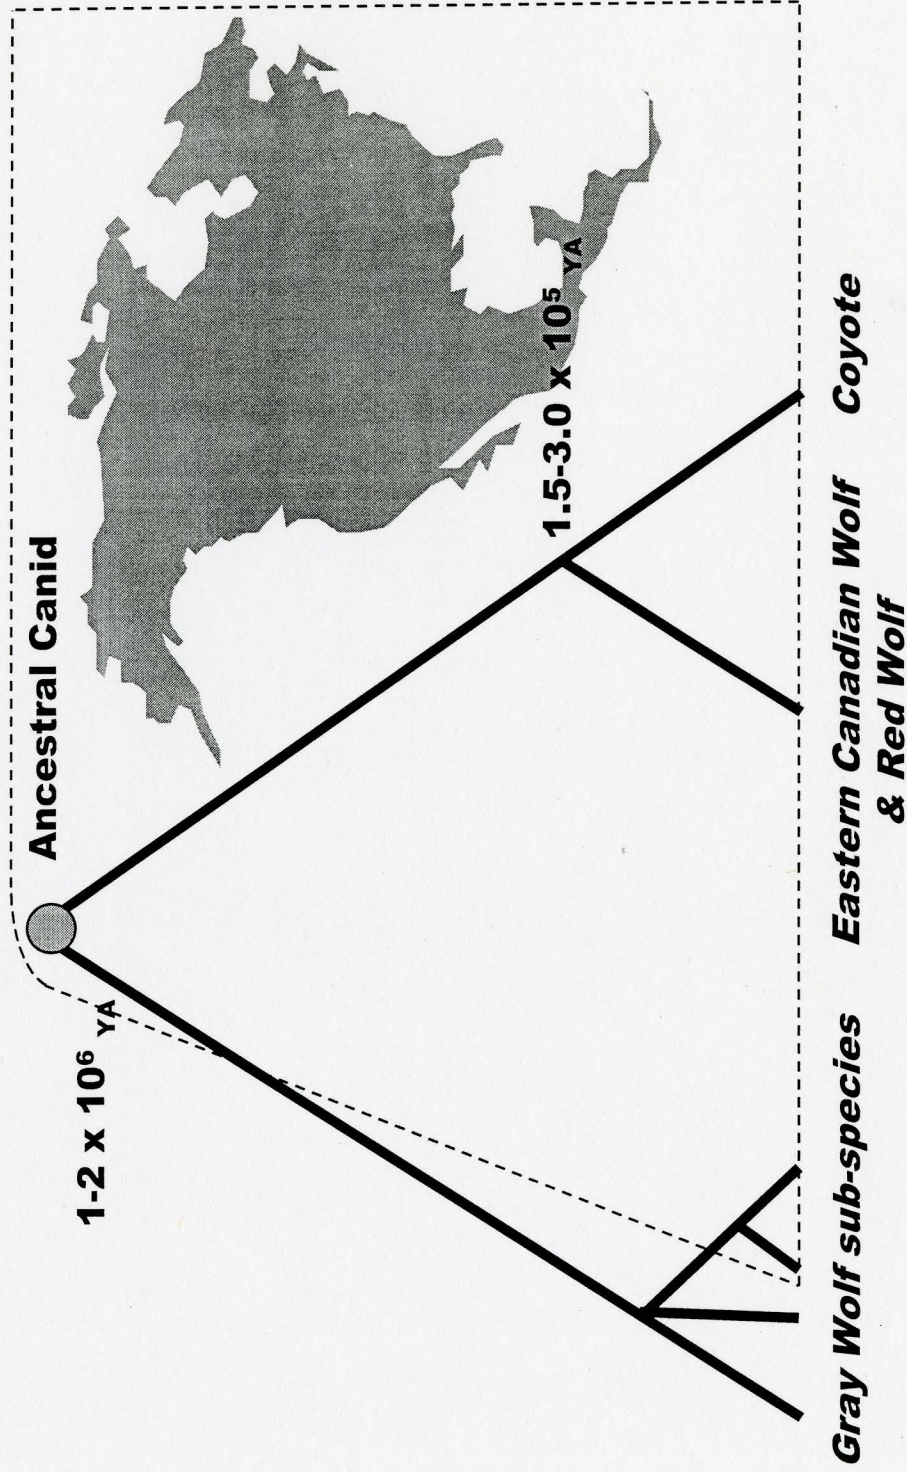 Ancestral Canid
1-2 x 10⁶ YA
1.5-3.0 x 10⁵ YA
Gray Wolf sub-species
Eastern Canadian Wolf
& Red Wolf
Coyote